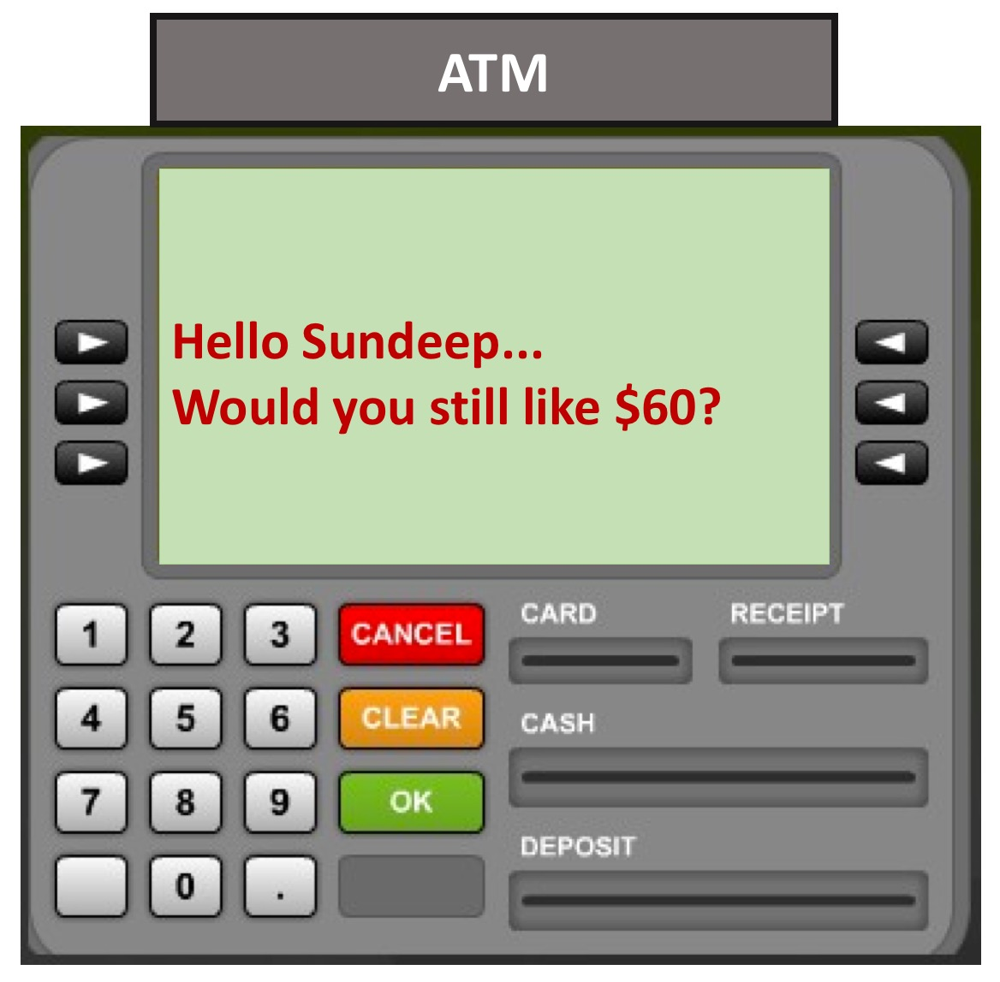 ATM
Hello Sundeep...
Would you still like $60?
1 2 3 CANCEL
CARD RECEIPT
4 5 6 CLEAR
CASH
7 8 9 OK
DEPOSIT
0 .